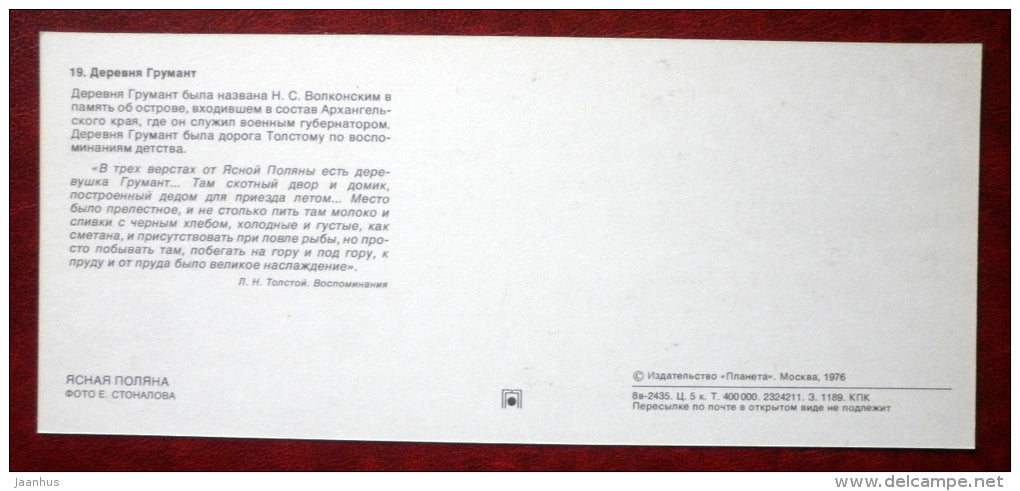 19. Деревня Грумант
Деревня Грумант была названа Н. С. Волконским в
память об острове, входившем в состав Архангель-
ского края, где он служил военным губернатором.
Деревня Грумант была дорога Толстому по воспо-
минаниям детства.
«В трех верстах от Ясной Поляны есть дере-
вушка Грумант... Там скотный двор и домик,
построенный дедом для приезда летом... Место
было прелестное, и не столько пить там молоко и
сливки с черным хлебом, холодные и густые, как
сметана, и присутствовать при ловле рыбы, но про-
сто побывать там, побегать на гору и под гору, к
пруду и от пруда было великое наслаждение».
Л. Н. Толстой. Воспоминания
ЯСНАЯ ПОЛЯНА
ФОТО Е. СТОНАЛОВА
© Издательство «Планета». Москва, 1976
8в-2435. Ц. 5 к. Т. 400 000. 2324211. З. 1189. КПК
Пересылке по почте в открытом виде не подлежит
jaanhus
www.delcampe.net